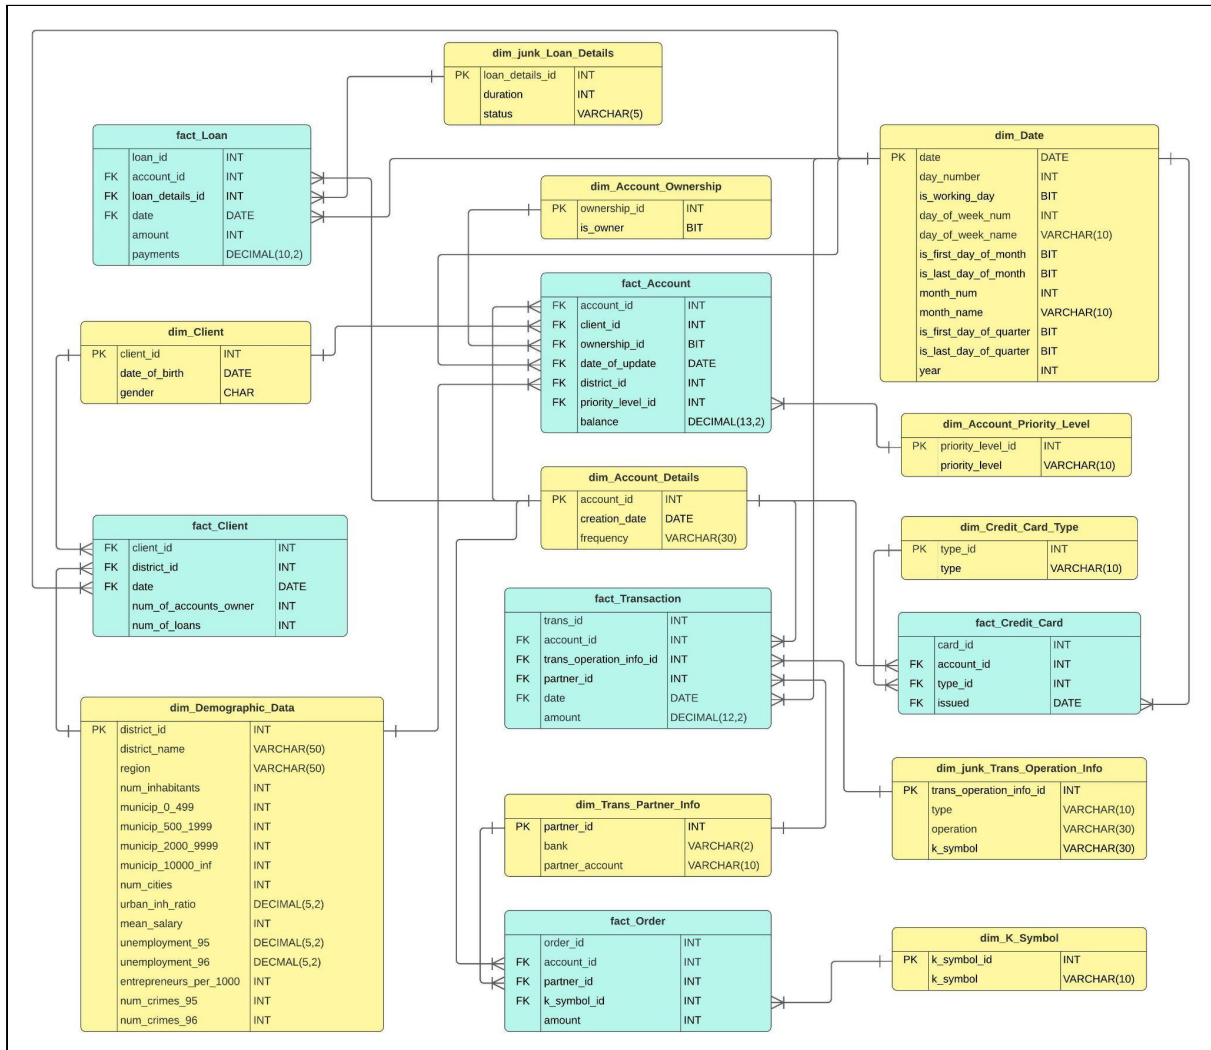 dim_junk_Loan_Details
PK loan_details_id INT
duration INT
status VARCHAR(5)
fact_Loan
loan_id INT
FK account_id INT
FK loan_details_id INT
FK date DATE
amount INT
payments DECIMAL(10,2)
dim_Date
PK date DATE
day_number INT
is_working_day BIT
day_of_week_num INT
day_of_week_name VARCHAR(10)
is_first_day_of_month BIT
is_last_day_of_month BIT
month_num INT
month_name VARCHAR(10)
is_first_day_of_quarter BIT
is_last_day_of_quarter BIT
year INT
dim_Account_Ownership
PK ownership_id INT
is_owner BIT
fact_Account
FK account_id INT
FK client_id INT
FK ownership_id BIT
FK date_of_update DATE
FK district_id INT
FK priority_level_id INT
balance DECIMAL(13,2)
dim_Client
PK client_id INT
date_of_birth DATE
gender CHAR
dim_Account_Priority_Level
PK priority_level_id INT
priority_level VARCHAR(10)
dim_Account_Details
PK account_id INT
creation_date DATE
frequency VARCHAR(30)
fact_Client
FK client_id INT
FK district_id INT
FK date DATE
num_of_accounts_owner INT
num_of_loans INT
dim_Credit_Card_Type
PK type_id INT
type VARCHAR(10)
fact_Transaction
trans_id INT
FK account_id INT
FK trans_operation_info_id INT
FK partner_id INT
FK date DATE
amount DECIMAL(12,2)
fact_Credit_Card
card_id INT
FK account_id INT
FK type_id INT
FK issued DATE
dim_Demographic_Data
PK district_id INT
district_name VARCHAR(50)
region VARCHAR(50)
num_inhabitants INT
municip_0_499 INT
municip_500_1999 INT
municip_2000_9999 INT
municip_10000_inf INT
num_cities INT
urban_inh_ratio DECIMAL(5,2)
mean_salary INT
unemployment_95 DECIMAL(5,2)
unemployment_96 DECMAL(5,2)
entrepreneurs_per_1000 INT
num_crimes_95 INT
num_crimes_96 INT
dim_Trans_Partner_Info
PK partner_id INT
bank VARCHAR(2)
partner_account VARCHAR(10)
dim_junk_Trans_Operation_Info
PK trans_operation_info_id INT
type VARCHAR(10)
operation VARCHAR(30)
k_symbol VARCHAR(30)
fact_Order
order_id INT
FK account_id INT
FK partner_id INT
FK k_symbol_id INT
amount INT
dim_K_Symbol
PK k_symbol_id INT
k_symbol VARCHAR(10)